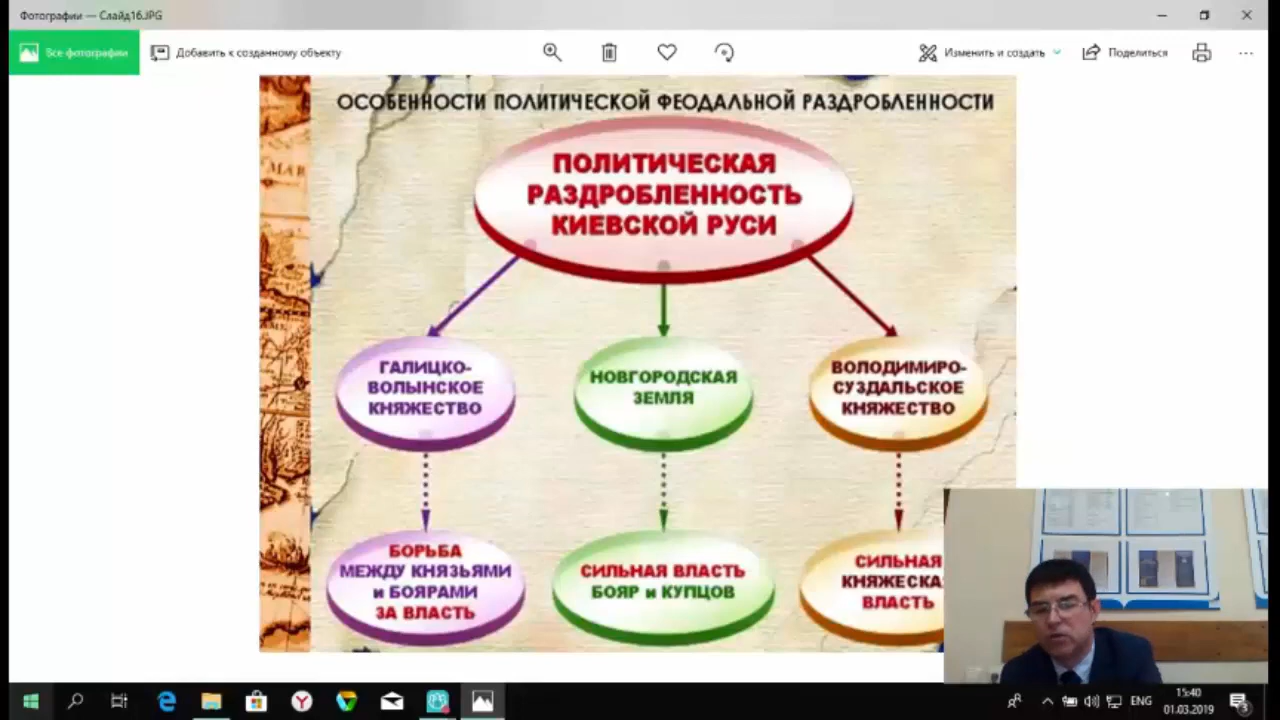 Фотографии — Слайд16.JPG
Все фотографии
Добавить к созданному объекту
Изменить и создать
Поделиться
ОСОБЕННОСТИ ПОЛИТИЧЕСКОЙ ФЕОДАЛЬНОЙ РАЗДРОБЛЕННОСТИ
ПОЛИТИЧЕСКАЯ
РАЗДРОБЛЕННОСТЬ
КИЕВСКОЙ РУСИ
ГАЛИЦКО-
ВОЛЫНСКОЕ
КНЯЖЕСТВО
НОВГОРОДСКАЯ
ЗЕМЛЯ
ВОЛОДИМИРО-
СУЗДАЛЬСКОЕ
КНЯЖЕСТВО
БОРЬБА
МЕЖДУ КНЯЗЬЯМИ
и БОЯРАМИ
ЗА ВЛАСТЬ
СИЛЬНАЯ ВЛАСТЬ
БОЯР и КУПЦОВ
СИЛЬНАЯ
КНЯЖЕСКА
ВЛАСТЬ
ENG
15:40
01.03.2019